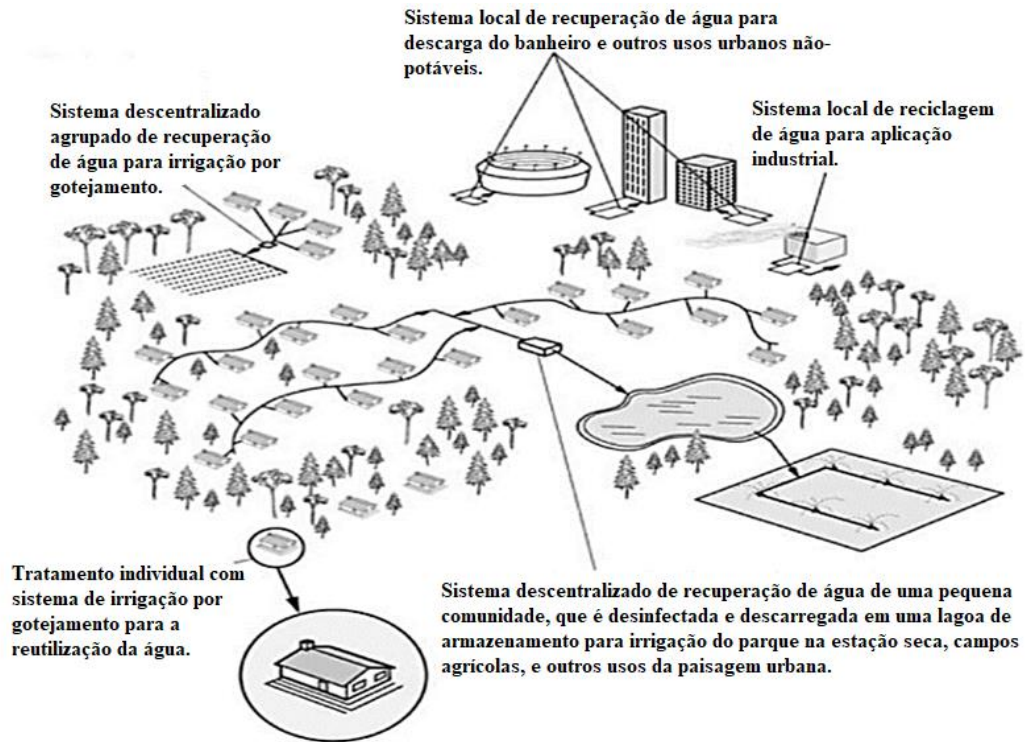 Sistema local de recuperação de água para
descarga do banheiro e outros usos urbanos não-
potáveis.
Sistema descentralizado
agrupado de recuperação
de água para irrigação por
gotejamento.
Sistema local de reciclagem
de água para aplicação
industrial.
Tratamento individual com
sistema de irrigação por
gotejamento para a
reutilização da água.
Sistema descentralizado de recuperação de água de uma pequena
comunidade, que é desinfectada e descarregada em uma lagoa de
armazenamento para irrigação do parque na estação seca, campos
agrícolas, e outros usos da paisagem urbana.